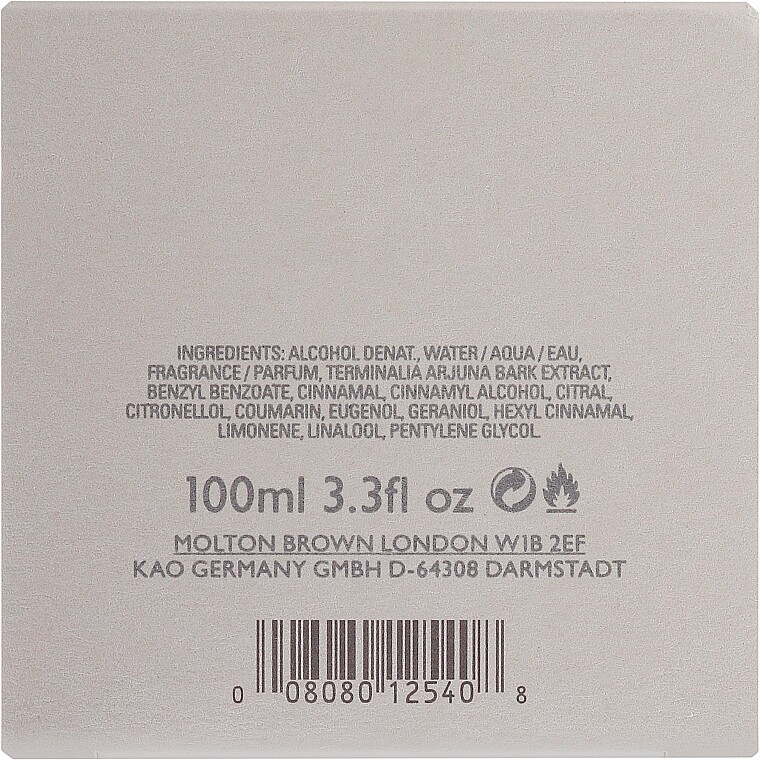 INGREDIENTS: ALCOHOL DENAT., WATER / AQUA / EAU,
FRAGRANCE / PARFUM, TERMINALIA ARJUNA BARK EXTRACT,
BENZYL BENZOATE, CINNAMAL, CINNAMYL ALCOHOL, CITRAL,
CITRONELLOL, COUMARIN, EUGENOL, GERANIOL, HEXYL CINNAMAL,
LIMONENE, LINALOOL, PENTYLENE GLYCOL
100ml 3.3fl oz
MOLTON BROWN LONDON W1B 2EF
KAO GERMANY GMBH D-64308 DARMSTADT
0 08080 12540 8